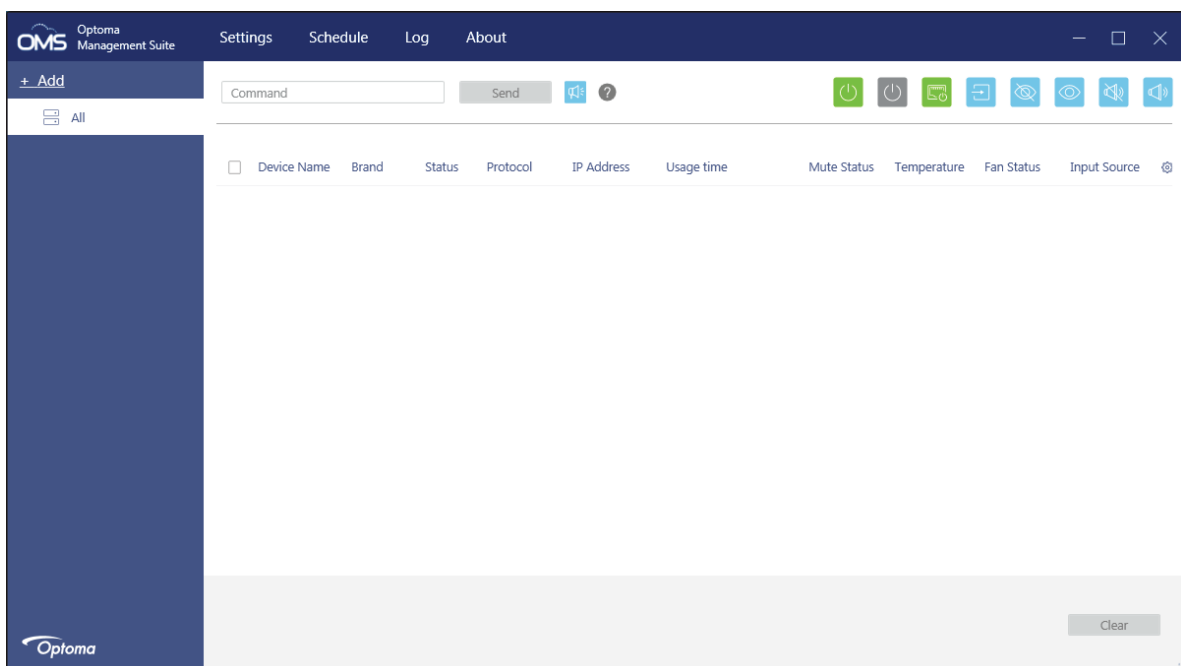 OMS
Optoma
Management Suite
Settings Schedule Log About
+ Add
All
Command Send ?
Device Name Brand Status Protocol IP Address Usage time Mute Status Temperature Fan Status Input Source
Clear
Optoma